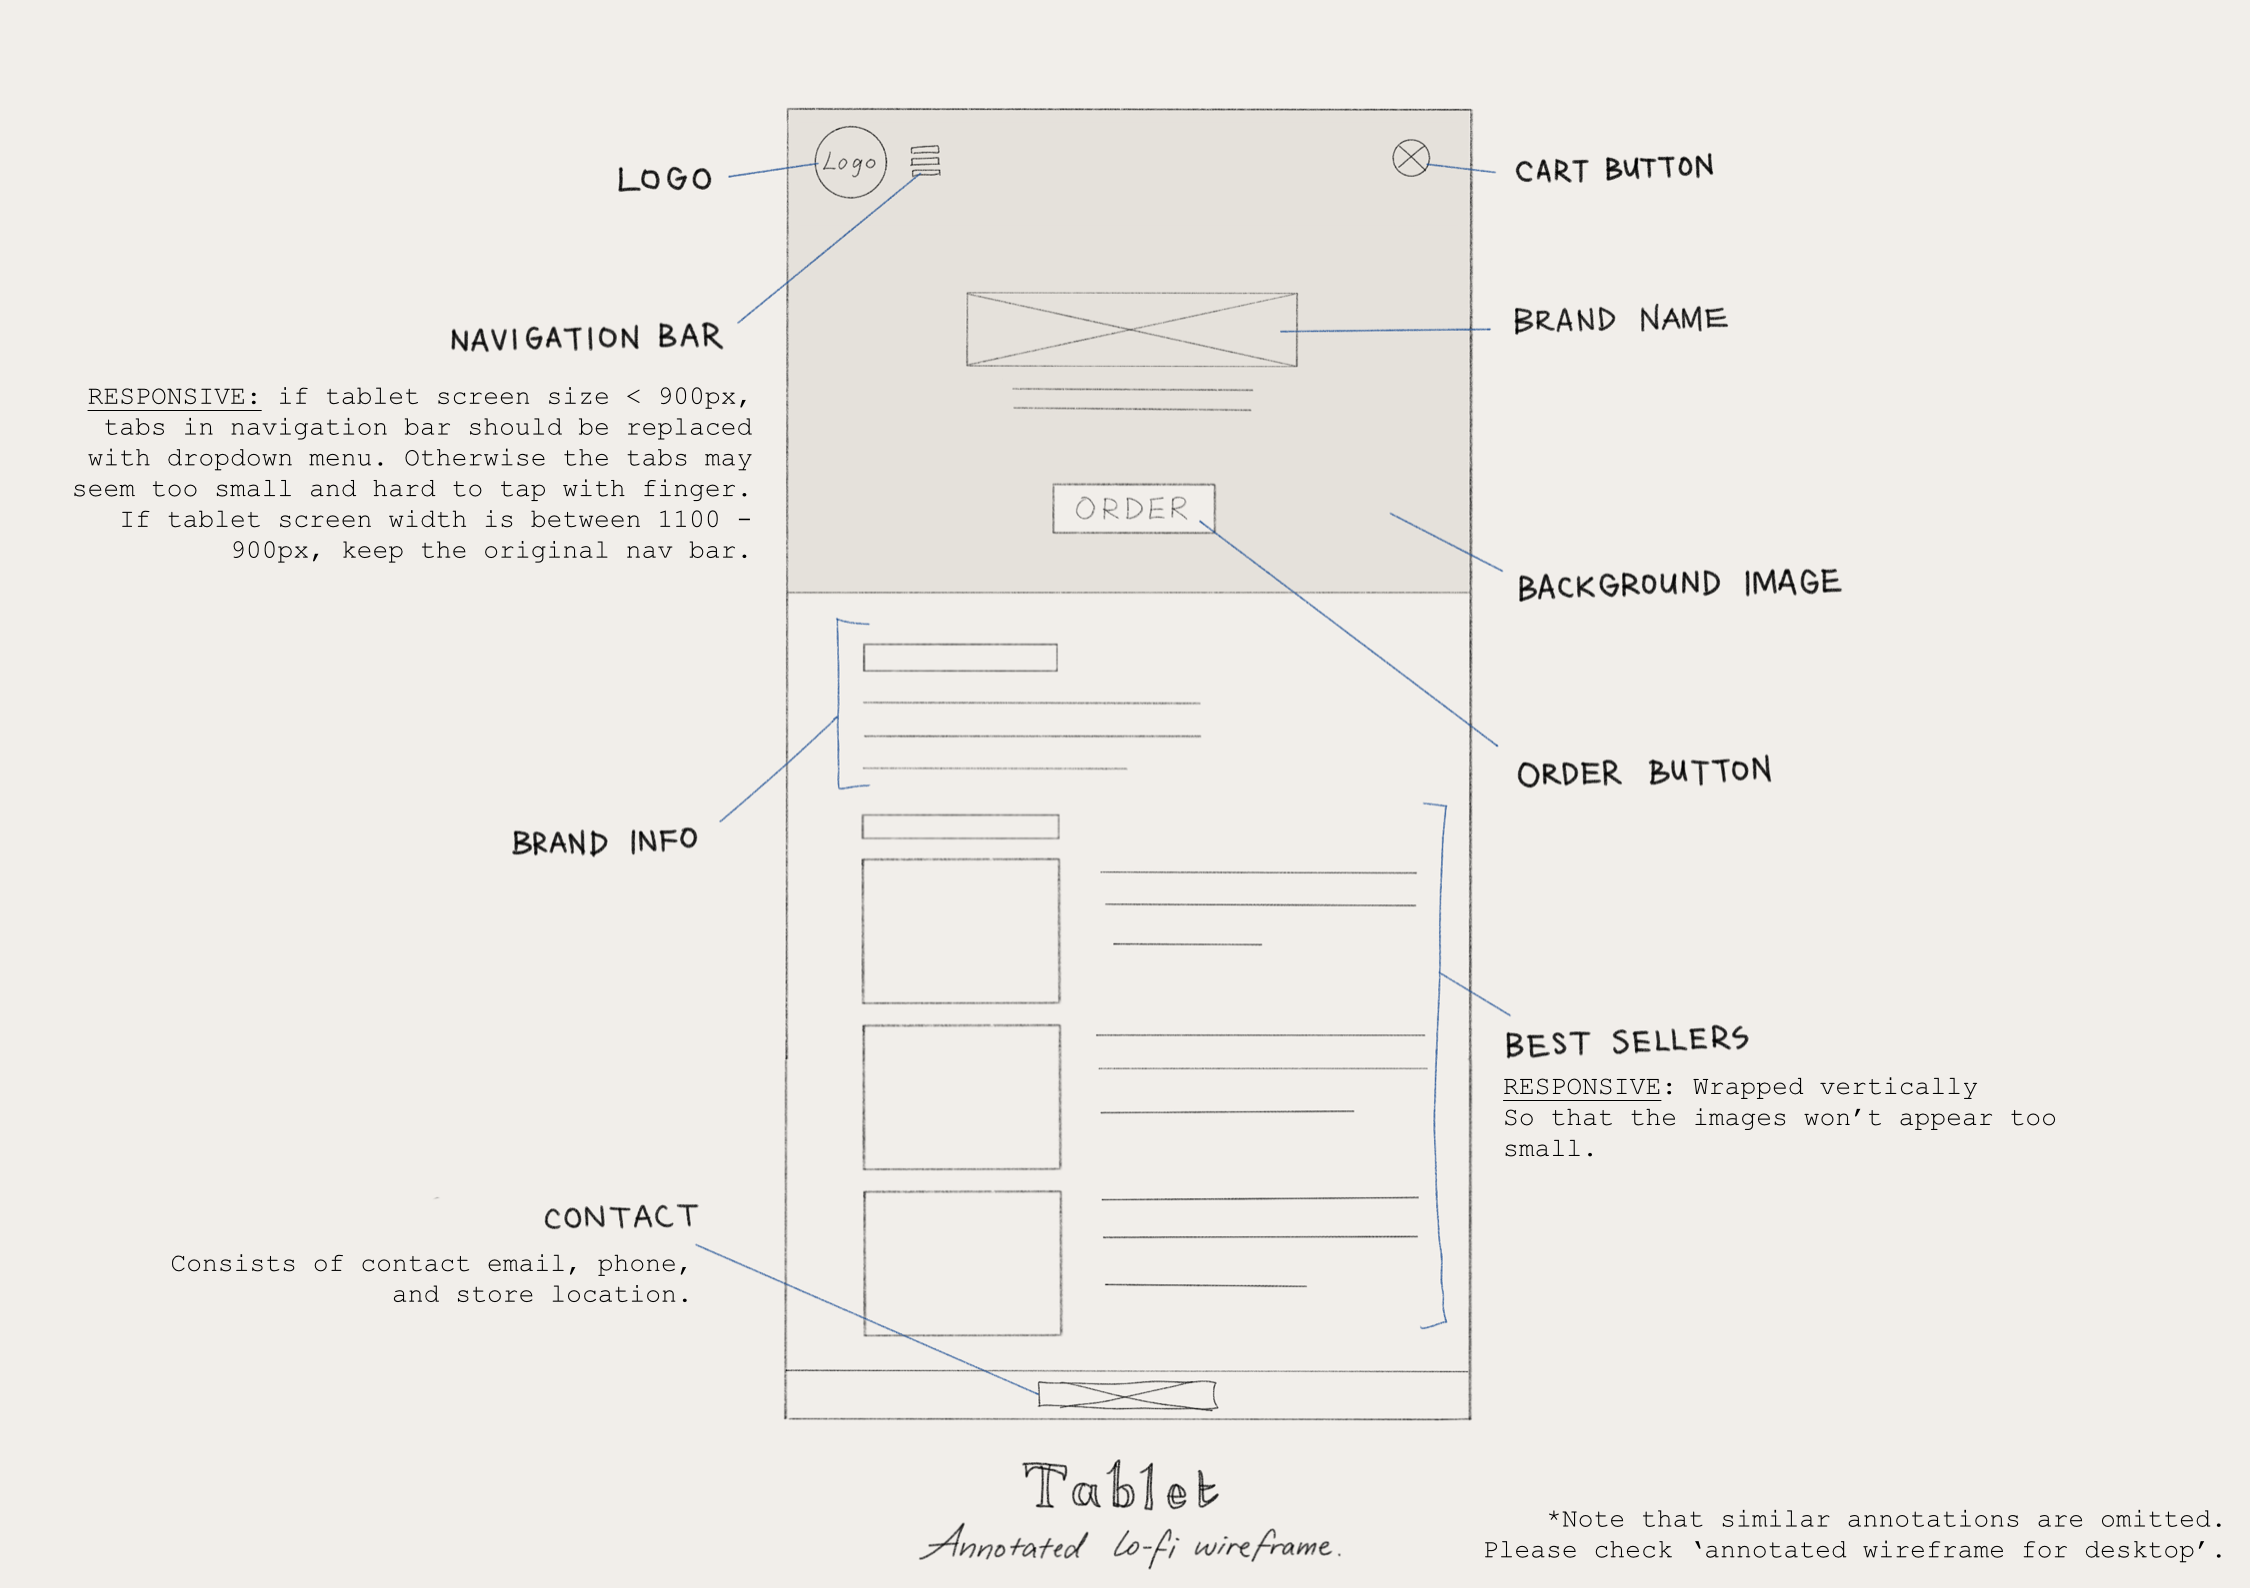 Logo
LOGO
CART BUTTON
NAVIGATION BAR
RESPONSIVE: if tablet screen size < 900px,
tabs in navigation bar should be replaced
with dropdown menu. Otherwise the tabs may
seem too small and hard to tap with finger.
If tablet screen width is between 1100 -
900px, keep the original nav bar.
BRAND NAME
ORDER
BACKGROUND IMAGE
ORDER BUTTON
BRAND INFO
BEST SELLERS
RESPONSIVE: Wrapped vertically
So that the images won’t appear too
small.
CONTACT
Consists of contact email, phone,
and store location.
Tablet
Annotated lo-fi wireframe.
*Note that similar annotations are omitted.
Please check ‘annotated wireframe for desktop’.